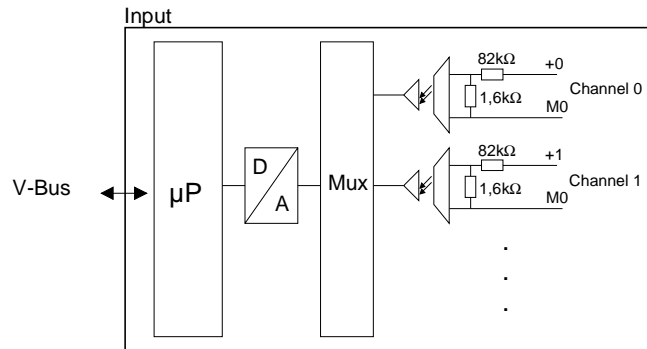 Input
V-Bus
µP
D
A
Mux
82kΩ
+0
1,6kΩ
M0
Channel 0
82kΩ
+1
1,6kΩ
M0
Channel 1